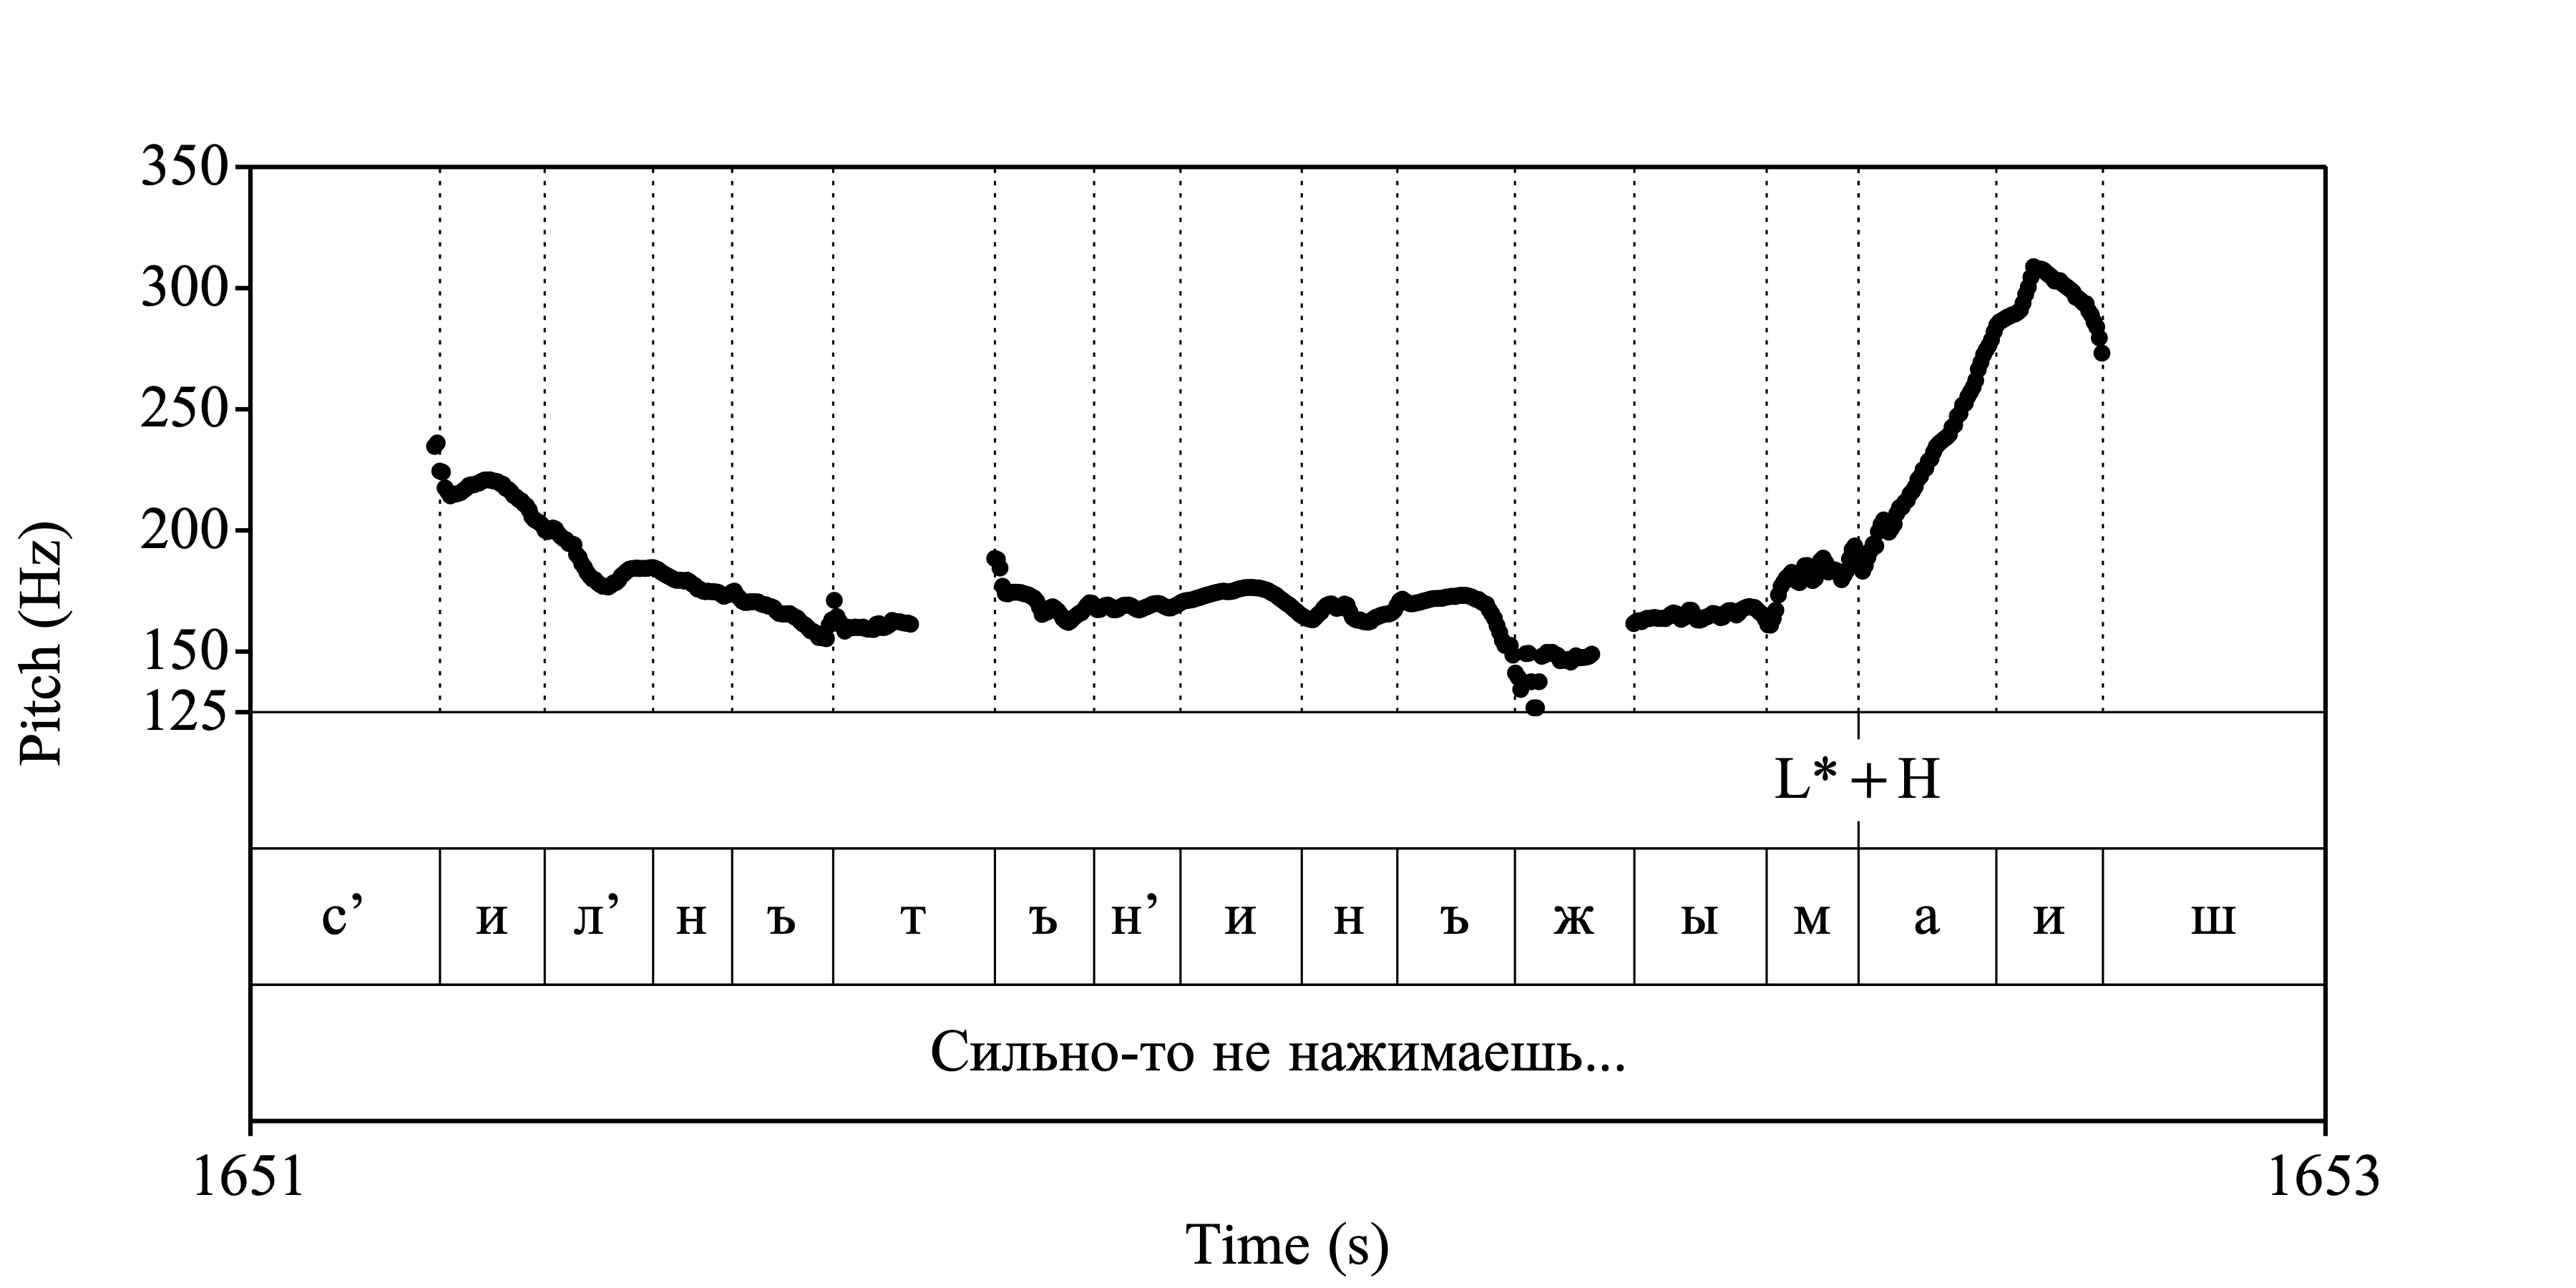 350
300
250
200
150
125
Pitch (Hz)
L*+H
с’ и л’ н ъ т ъ н’ и н ъ ж ы м а и ш
Сильно-то не нажимаешь...
1651 1653
Time (s)